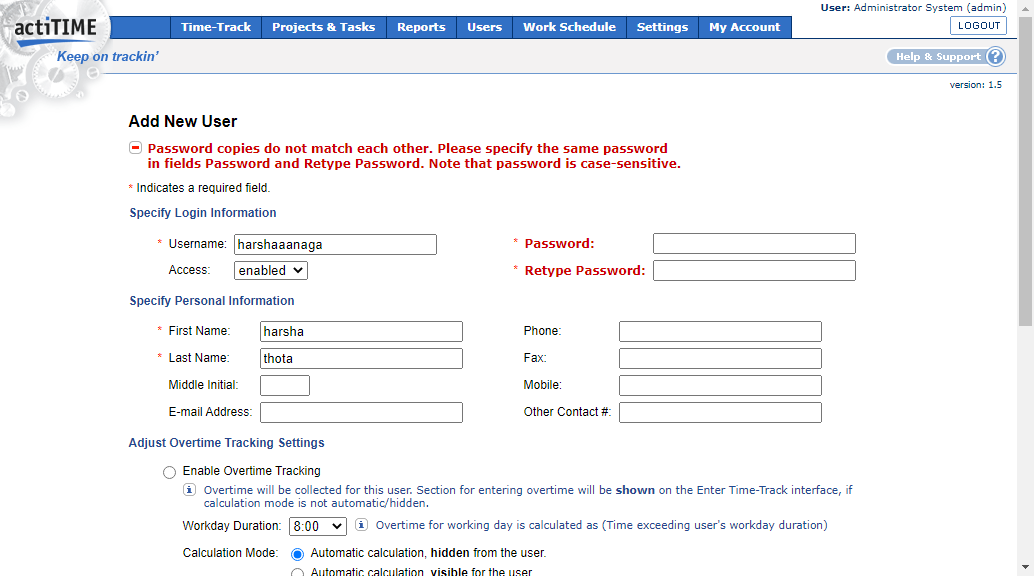 User: Administrator System (admin)
actiTIME
Time-Track Projects & Tasks Reports Users Work Schedule Settings My Account
LOGOUT
Keep on trackin'
Help & Support ?
version: 1.5
Add New User
Password copies do not match each other. Please specify the same password
in fields Password and Retype Password. Note that password is case-sensitive.
* Indicates a required field.
Specify Login Information
* Username: harshaaanaga
* Password:
Access: enabled
* Retype Password:
Specify Personal Information
* First Name: harsha
Phone:
* Last Name: thota
Fax:
Middle Initial:
Mobile:
E-mail Address:
Other Contact #:
Adjust Overtime Tracking Settings
Enable Overtime Tracking
i Overtime will be collected for this user. Section for entering overtime will be shown on the Enter Time-Track interface, if
calculation mode is not automatic/hidden.
Workday Duration: 8:00 i Overtime for working day is calculated as (Time exceeding user's workday duration)
Calculation Mode: Automatic calculation, hidden from the user.
Automatic calculation, visible for the user